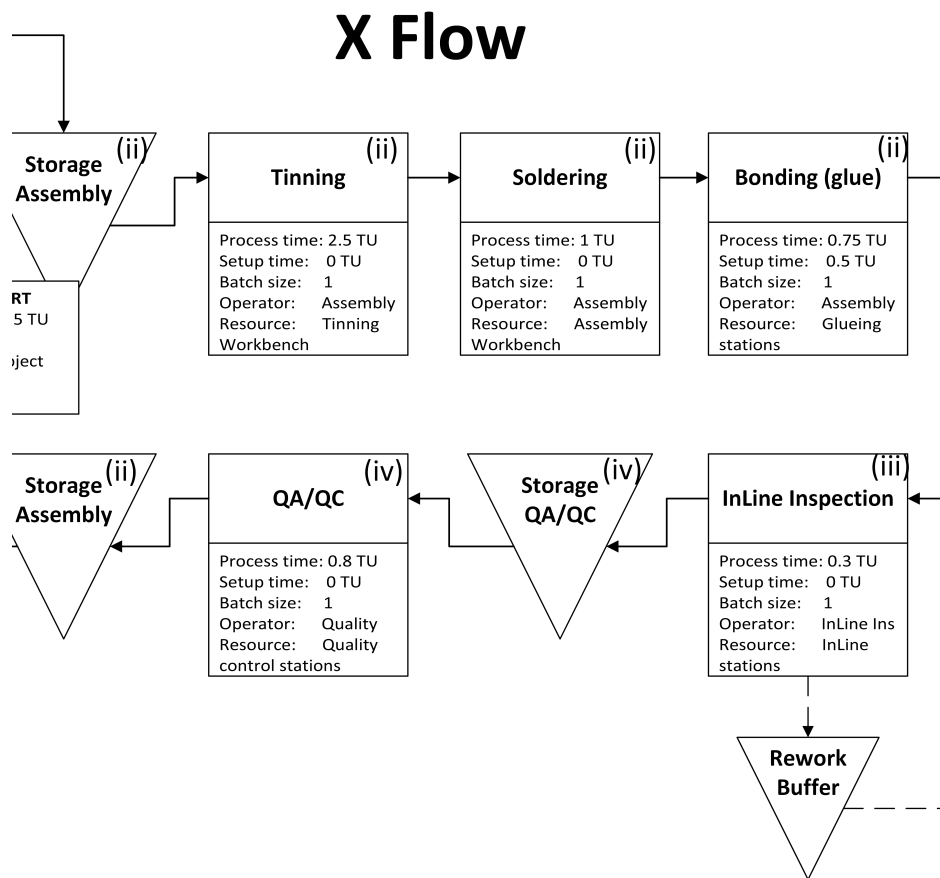 X Flow
(ii)
Storage
Assembly
RT
5 TU
oject
(ii)
Tinning
Process time: 2.5 TU
Setup time: 0 TU
Batch size: 1
Operator: Assembly
Resource: Tinning
Workbench
(ii)
Soldering
Process time: 1 TU
Setup time: 0 TU
Batch size: 1
Operator: Assembly
Resource: Assembly
Workbench
(ii)
Bonding (glue)
Process time: 0.75 TU
Setup time: 0.5 TU
Batch size: 1
Operator: Assembly
Resource: Glueing
stations
(ii)
Storage
Assembly
(iv)
QA/QC
Process time: 0.8 TU
Setup time: 0 TU
Batch size: 1
Operator: Quality
Resource: Quality
control stations
(iv)
Storage
QA/QC
(iii)
InLine Inspection
Process time: 0.3 TU
Setup time: 0 TU
Batch size: 1
Operator: InLine Ins
Resource: InLine
stations
Rework
Buffer